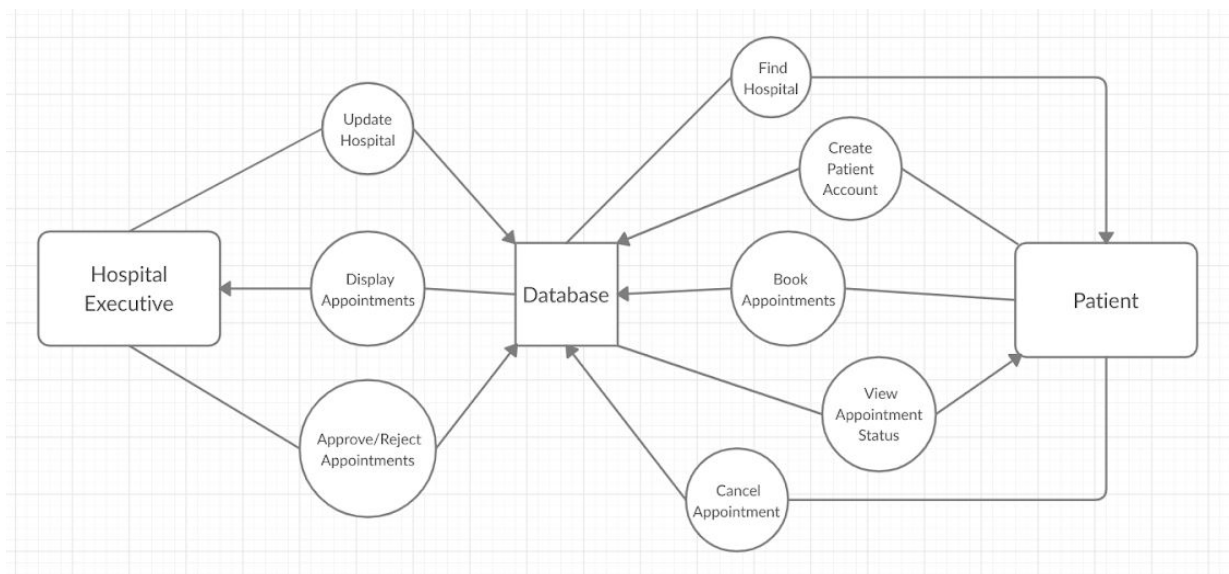 Find
Hospital
Update
Hospital
Create
Patient
Account
Hospital
Executive
Display
Appointments
Database
Book
Appointments
Patient
View
Appointment
Status
Approve/Reject
Appointments
Cancel
Appointment